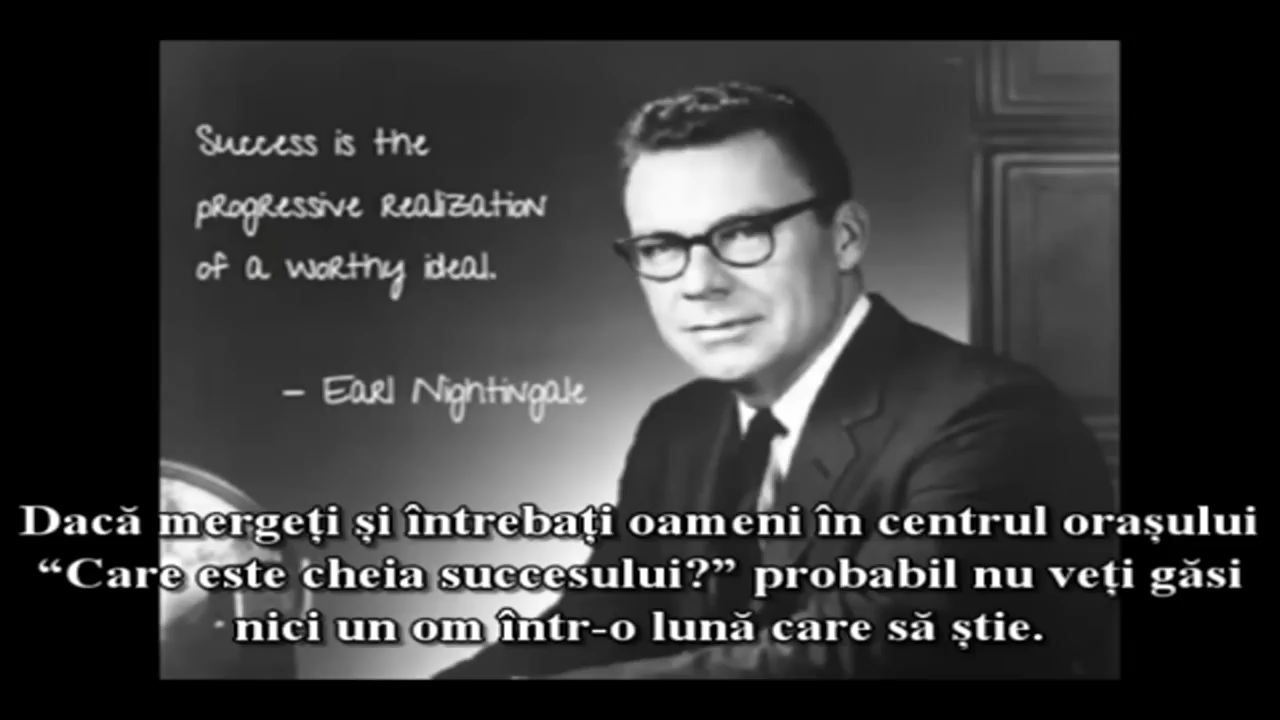 Success is the
progressive realization
of a worthy ideal.
– Earl Nightingale
Dacă mergeți și întrebați oameni în centrul orașului
“Care este cheia succesului?” probabil nu veți găsi
nici un om într-o lună care să știe.